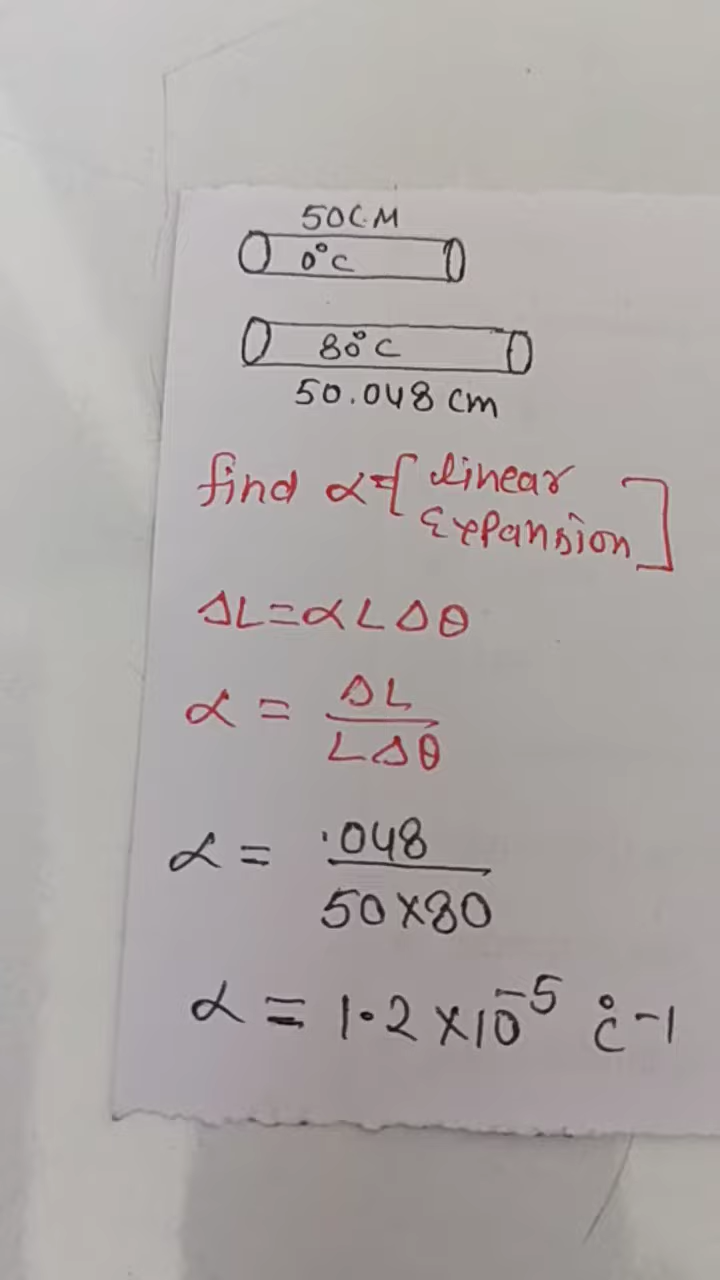 50C.M
0°C
80°C
50.048 cm
find α=[linear
Expansion]
ΔL=αLΔθ
α = ΔL
LΔθ
α = .048
50×80
α = 1.2×10⁻⁵ °c⁻¹